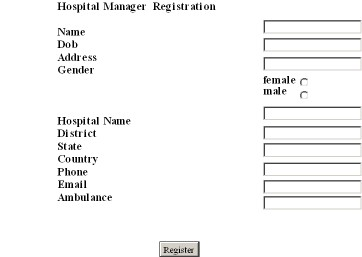 Hospital Manager Registration
Name
Dob
Address
Gender
female
male
Hospital Name
District
State
Country
Phone
Email
Ambulance
Register